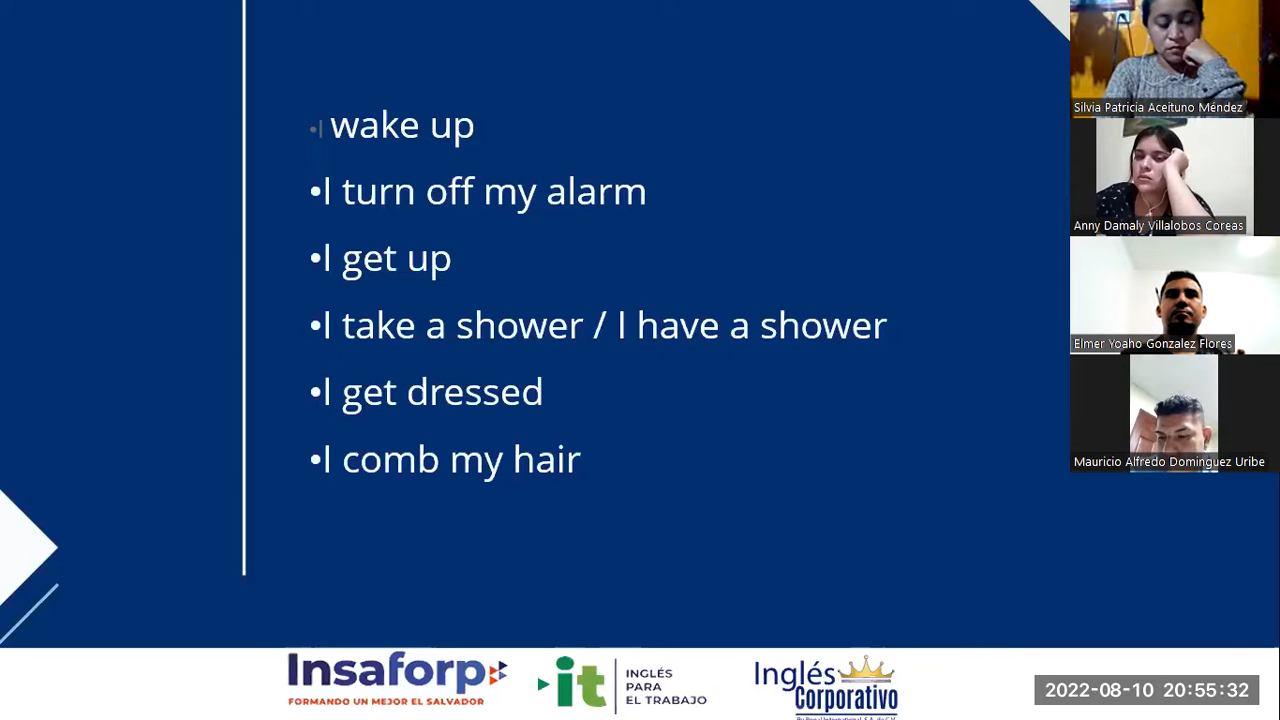 •I wake up
•I turn off my alarm
•I get up
•I take a shower / I have a shower
•I get dressed
•I comb my hair
Silvia Patricia Aceituno Méndez
Anny Damaly Villalobos Coreas
Elmer Yoaho Gonzalez Flores
Mauricio Alfredo Dominguez Uribe
Insaforp
FORMANDO UN MEJOR EL SALVADOR
it
INGLÉS
PARA
EL TRABAJO
Inglés
Corporativo
2022-08-10 20:55:32